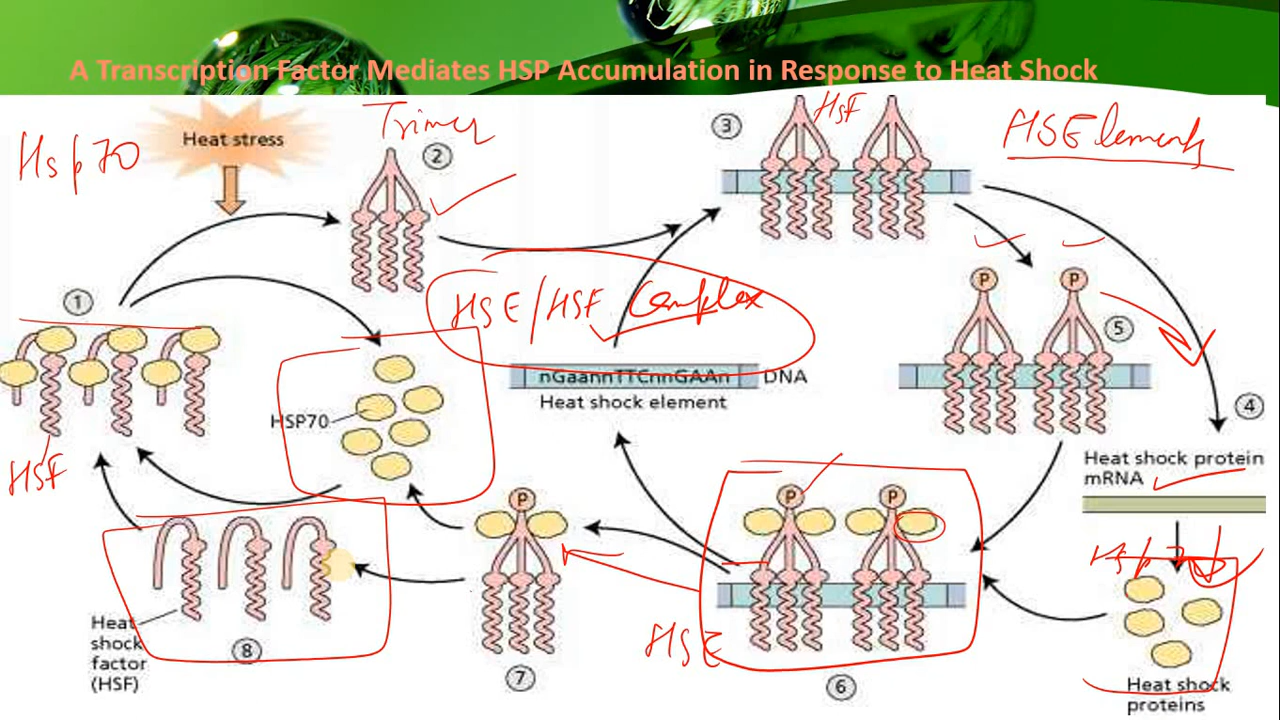 A Transcription Factor Mediates HSP Accumulation in Response to Heat Shock
Hsp70
Heat stress
Trimer
2
3
HSF
HSElements
1
HSE/HSF Complex
P
P
5
nGaannTTCnnGAAn
DNA
Heat shock element
HSP70
4
HSF
Heat shock protein
mRNA
P
P
P
Hsp70
Heat
shock
factor
(HSF)
8
7
HSE
6
Heat shock
proteins